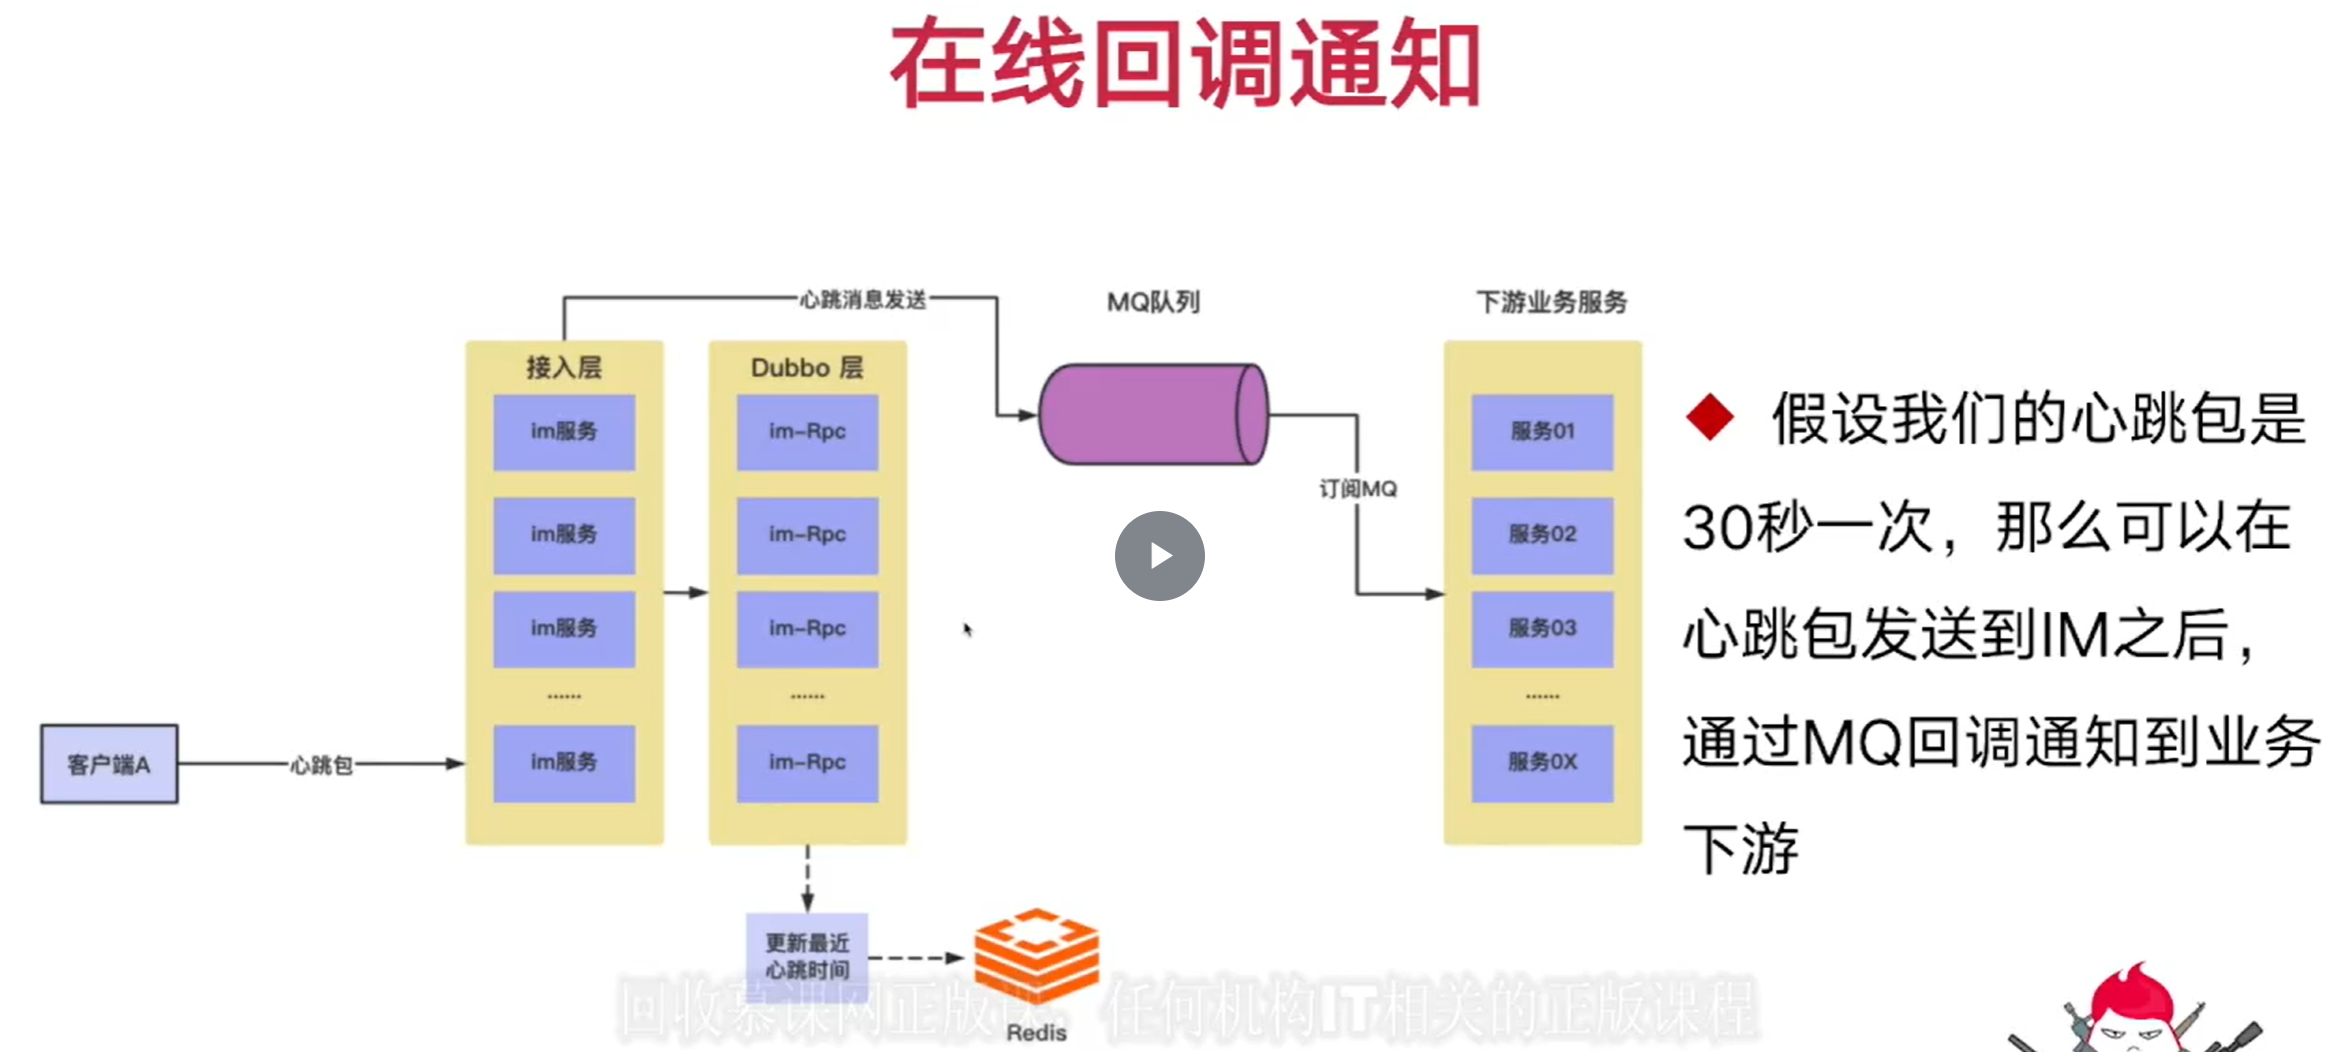 在线回调通知
心跳消息发送
MQ队列
下游业务服务
接入层
im服务
im服务
im服务
......
im服务
Dubbo 层
im-Rpc
im-Rpc
im-Rpc
......
im-Rpc
订阅MQ
服务01
服务02
服务03
......
服务0X
客户端A
心跳包
更新最近
心跳时间
Redis
假设我们的心跳包是
30秒一次，那么可以在
心跳包发送到IM之后，
通过MQ回调通知到业务
下游
回收慕课网正版课，任何机构IT相关的正版课程